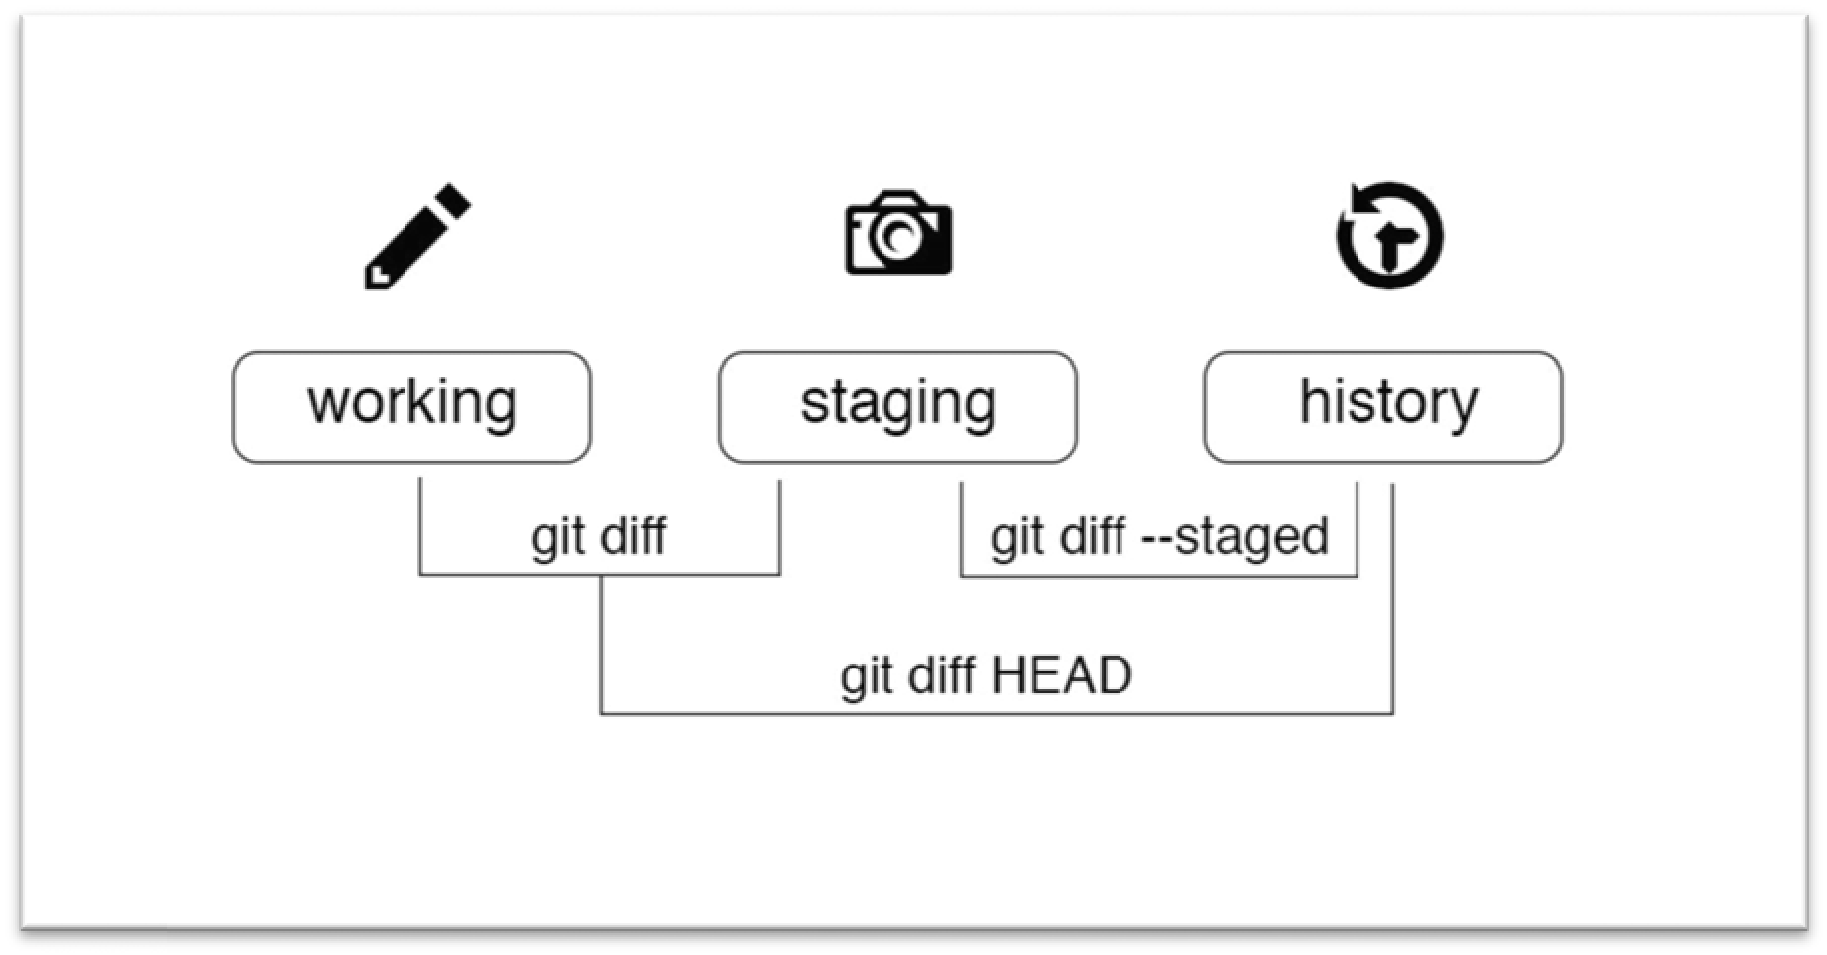 working
staging
history
git diff
git diff --staged
git diff HEAD